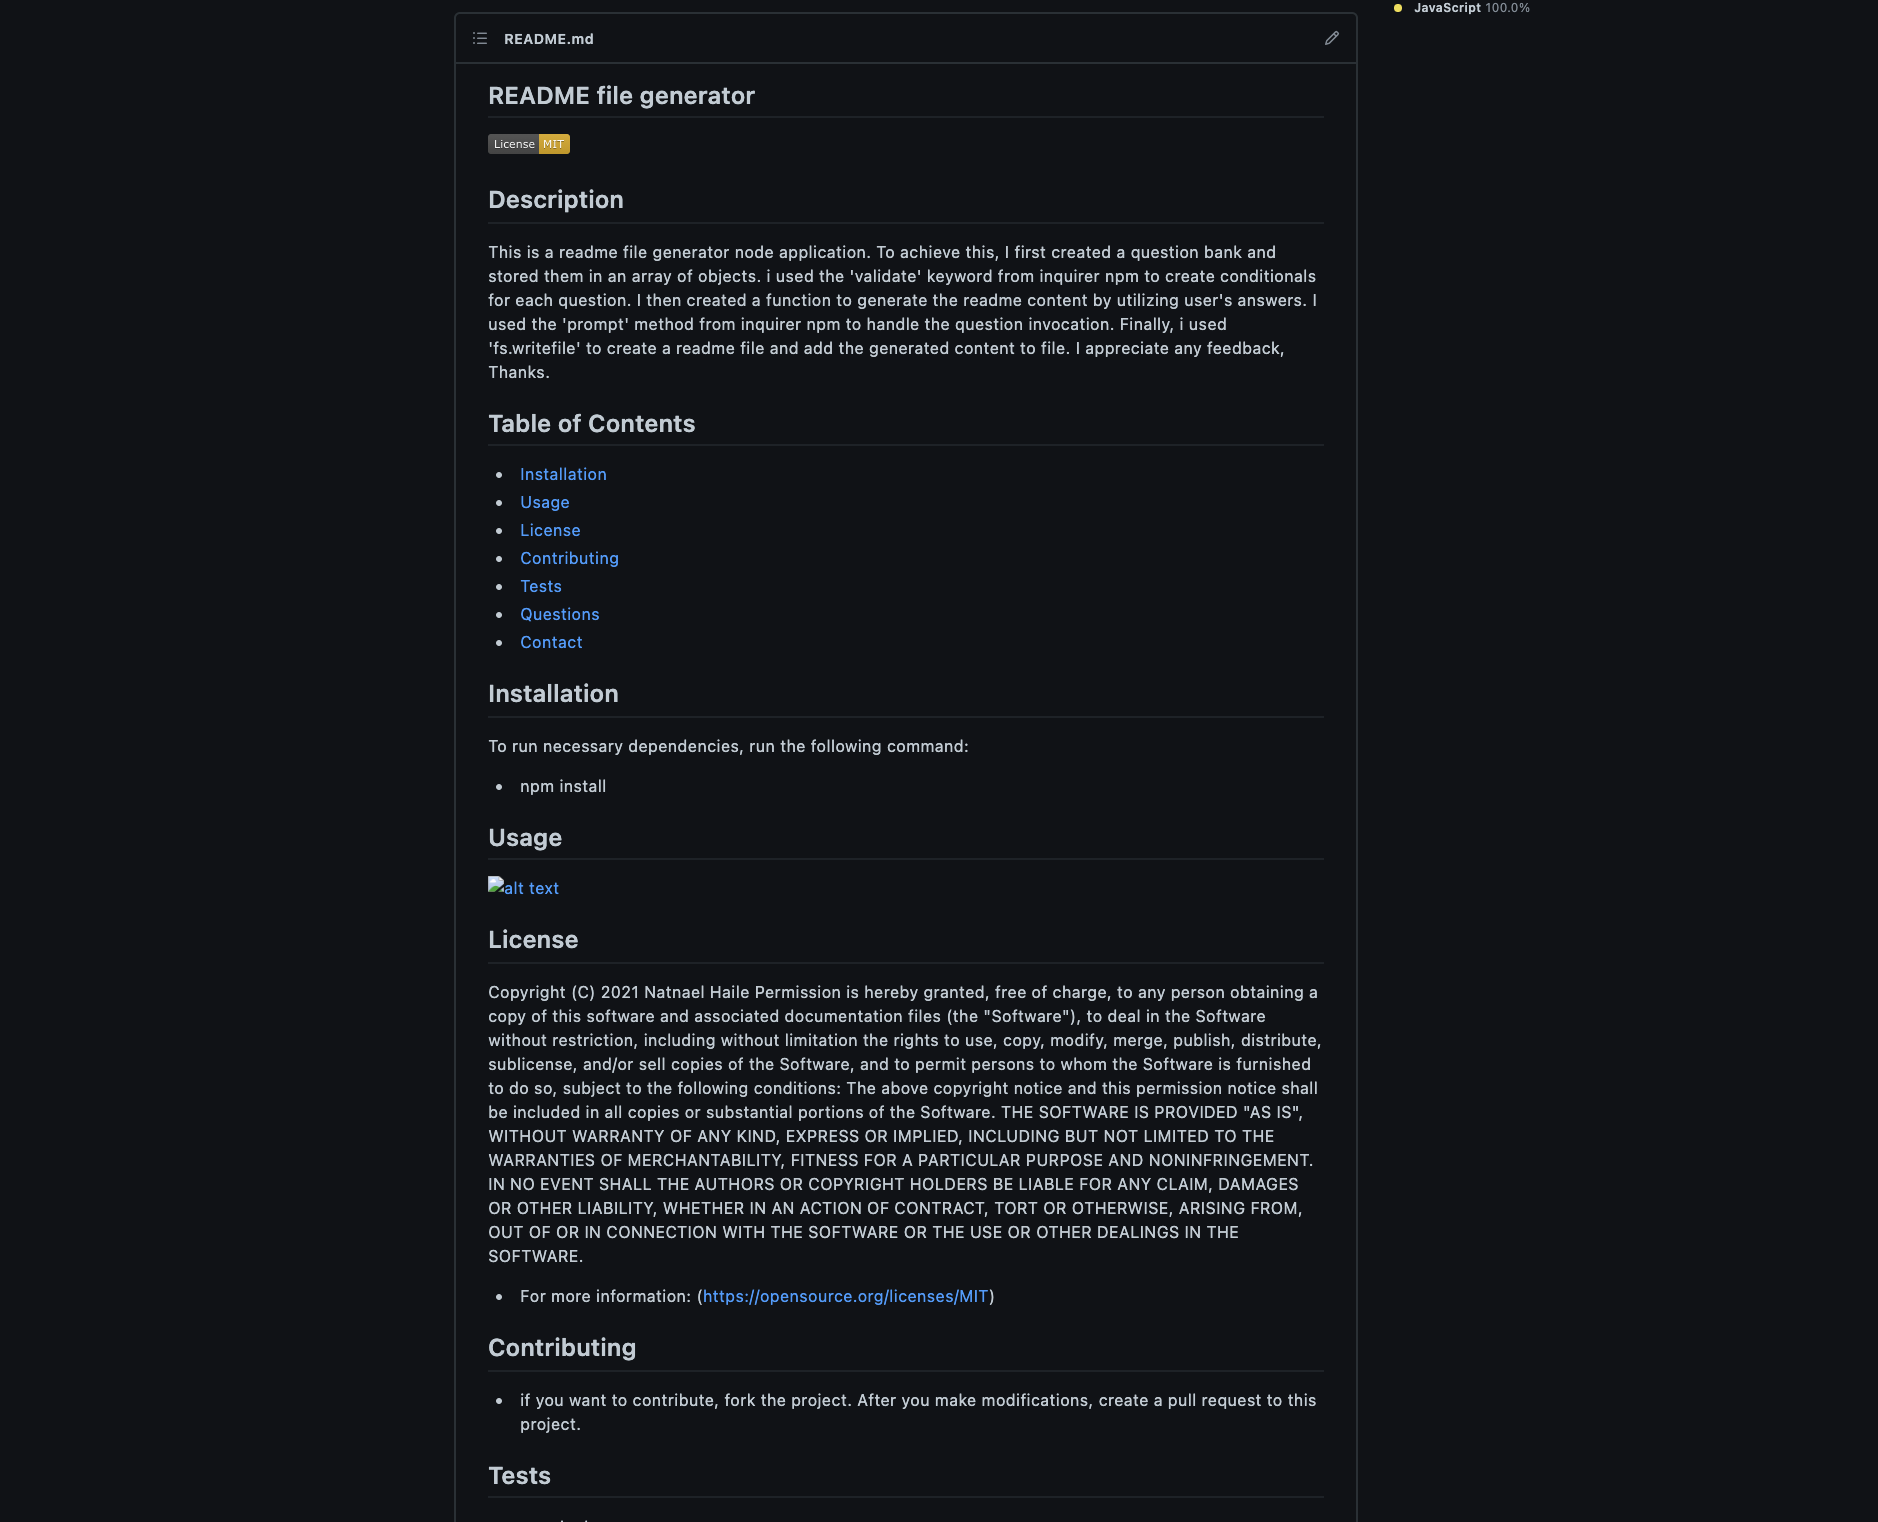 JavaScript 100.0%
README.md
README file generator
License MIT
Description
This is a readme file generator node application. To achieve this, I first created a question bank and
stored them in an array of objects. i used the 'validate' keyword from inquirer npm to create conditionals
for each question. I then created a function to generate the readme content by utilizing user's answers. I
used the 'prompt' method from inquirer npm to handle the question invocation. Finally, i used
'fs.writefile' to create a readme file and add the generated content to file. I appreciate any feedback,
Thanks.
Table of Contents
Installation
Usage
License
Contributing
Tests
Questions
Contact
Installation
To run necessary dependencies, run the following command:
npm install
Usage
alt text
License
Copyright (C) 2021 Natnael Haile Permission is hereby granted, free of charge, to any person obtaining a
copy of this software and associated documentation files (the "Software"), to deal in the Software
without restriction, including without limitation the rights to use, copy, modify, merge, publish, distribute,
sublicense, and/or sell copies of the Software, and to permit persons to whom the Software is furnished
to do so, subject to the following conditions: The above copyright notice and this permission notice shall
be included in all copies or substantial portions of the Software. THE SOFTWARE IS PROVIDED "AS IS",
WITHOUT WARRANTY OF ANY KIND, EXPRESS OR IMPLIED, INCLUDING BUT NOT LIMITED TO THE
WARRANTIES OF MERCHANTABILITY, FITNESS FOR A PARTICULAR PURPOSE AND NONINFRINGEMENT.
IN NO EVENT SHALL THE AUTHORS OR COPYRIGHT HOLDERS BE LIABLE FOR ANY CLAIM, DAMAGES
OR OTHER LIABILITY, WHETHER IN AN ACTION OF CONTRACT, TORT OR OTHERWISE, ARISING FROM,
OUT OF OR IN CONNECTION WITH THE SOFTWARE OR THE USE OR OTHER DEALINGS IN THE
SOFTWARE.
For more information: (https://opensource.org/licenses/MIT)
Contributing
if you want to contribute, fork the project. After you make modifications, create a pull request to this
project.
Tests